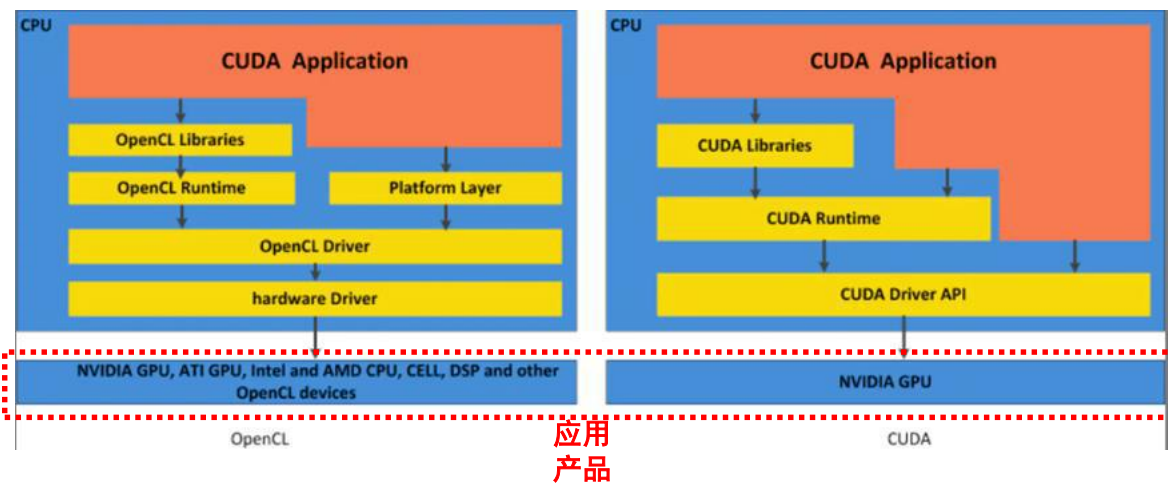 CPU
CUDA Application
OpenCL Libraries
OpenCL Runtime
Platform Layer
OpenCL Driver
hardware Driver
NVIDIA GPU, ATI GPU, Intel and AMD CPU, CELL, DSP and other
OpenCL devices
OpenCL
CPU
CUDA Application
CUDA Libraries
CUDA Runtime
CUDA Driver API
NVIDIA GPU
CUDA
应用
产品